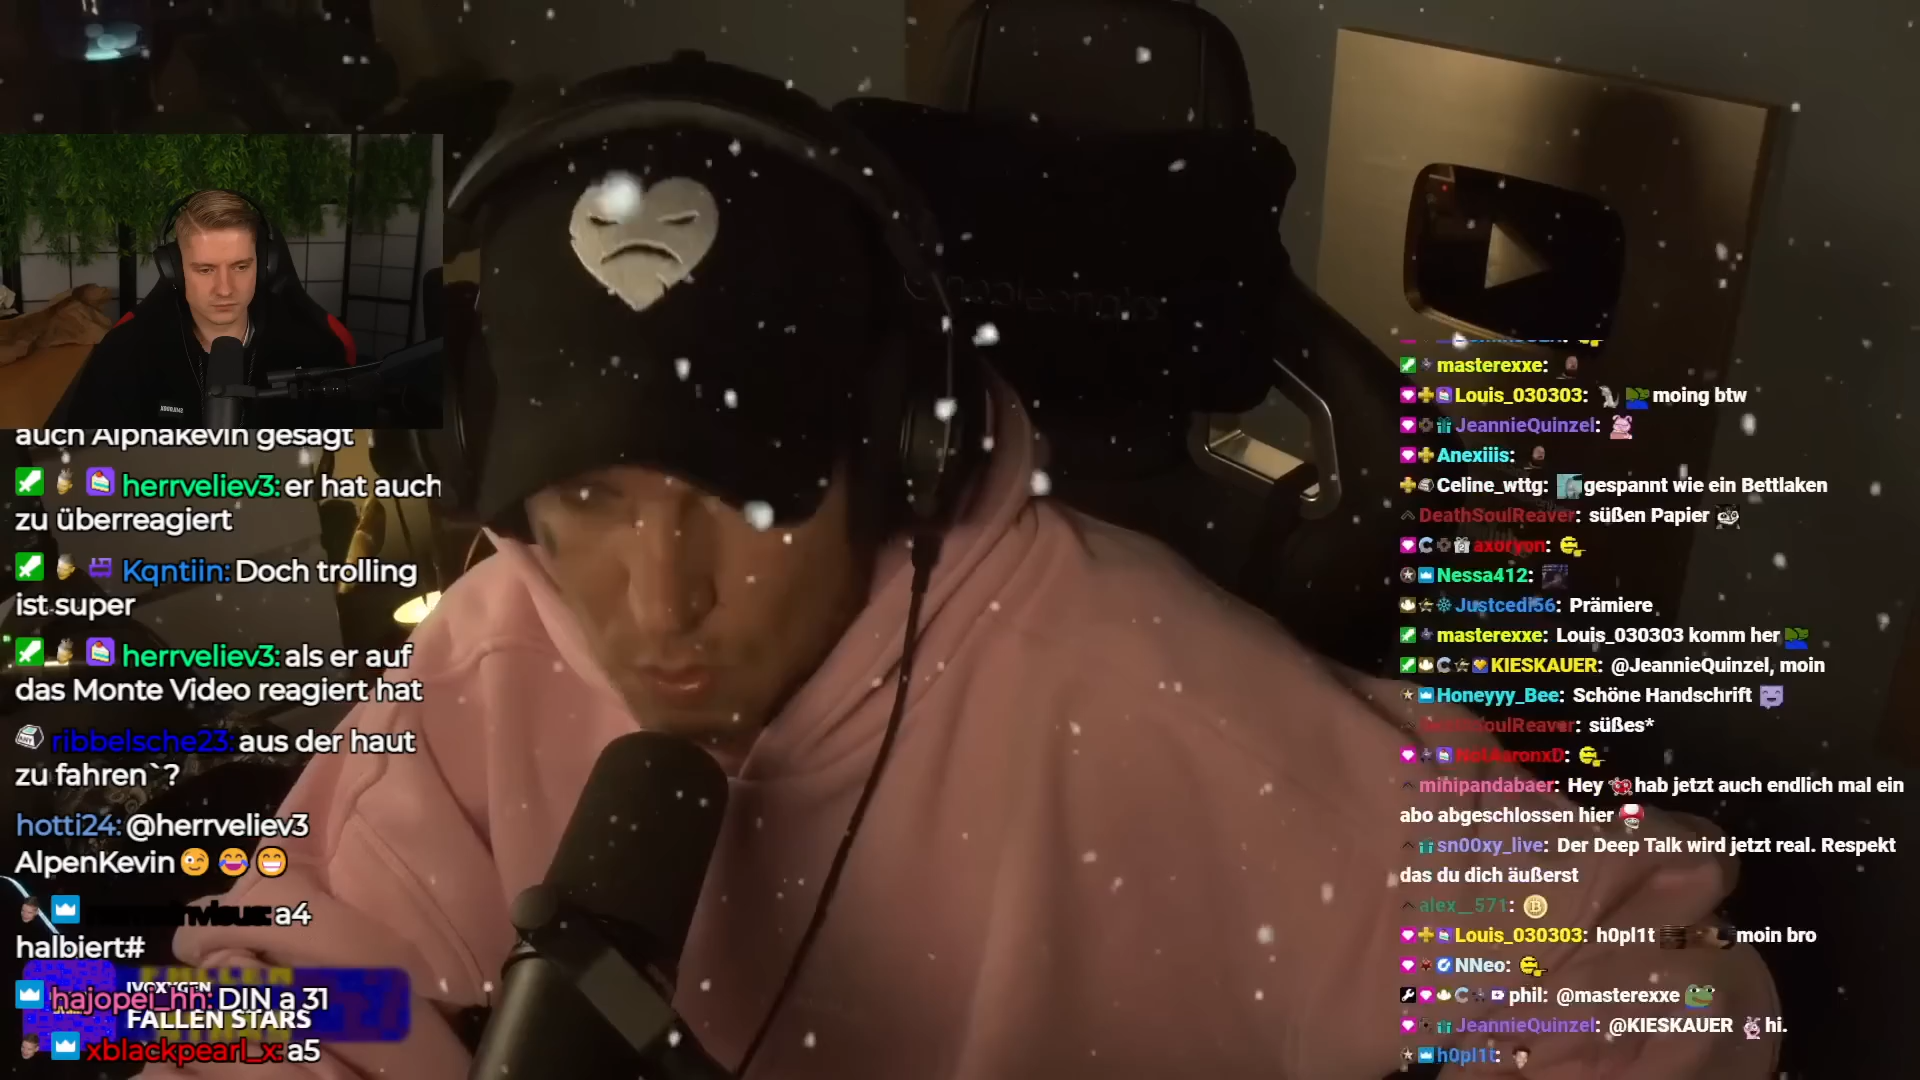 auch Alphakevin gesagt
herrveliev3: er hat auch
zu überreagiert
Kqntiin: Doch trolling
ist super
herrveliev3: als er auf
das Monte Video reagiert hat
ribbelsche23: aus der haut
zu fahren`?
hotti24: @herrveliev3
AlpenKevin😉😂😁
a4
halbiert#
IVOXYGEN
hajopei_hh: DIN a 31
FALLEN STARS
xblackpearl_x: a5
masterexxe:
Louis_030303: moing btw
JeannieQuinzel:
Anexiiis:
Celine_wttg: gespannt wie ein Bettlaken
DeathSoulReaver: süßen Papier
axoryon:
Nessa412:
Justcedi56: Prämiere
masterexxe: Louis_030303 komm her
KIESKAUER: @JeannieQuinzel, moin
Honeyyy_Bee: Schöne Handschrift
DeathSoulReaver: süßes*
NotAaronxD:
minipandabaer: Hey hab jetzt auch endlich mal ein
abo abgeschlossen hier
sn00xy_live: Der Deep Talk wird jetzt real. Respekt
das du dich äußerst
alex__571:
Louis_030303: h0pl1t moin bro
NNeo:
phil: @masterexxe
JeannieQuinzel: @KIESKAUER hi.
h0pl1t: